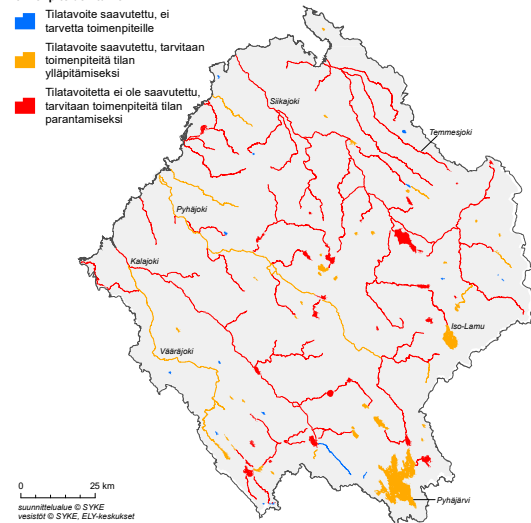 Tilatavoite saavutettu, ei
tarvetta toimenpiteille
Tilatavoite saavutettu, tarvitaan
toimenpiteitä tilan
ylläpitämiseksi
Tilatavoitetta ei ole saavutettu,
tarvitaan toimenpiteitä tilan
parantamiseksi
Siikajoki
Temmesjoki
Pyhäjoki
Kalajoki
Iso-Lamu
Vääräjoki
Pyhäjärvi
0 25 km
suunnittelualue © SYKE
vesistöt © SYKE, ELY-keskukset